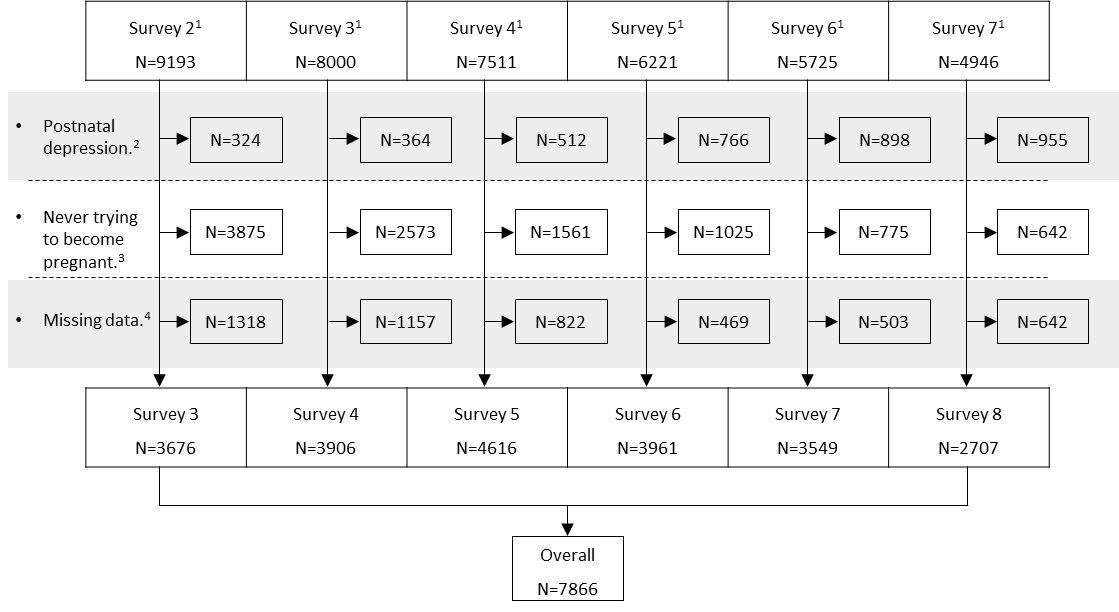 Survey 2¹
N=9193
Survey 3¹
N=8000
Survey 4¹
N=7511
Survey 5¹
N=6221
Survey 6¹
N=5725
Survey 7¹
N=4946
• Postnatal
depression.²
N=324
N=364
N=512
N=766
N=898
N=955
• Never trying
to become
pregnant.³
N=3875
N=2573
N=1561
N=1025
N=775
N=642
• Missing data.⁴
N=1318
N=1157
N=822
N=469
N=503
N=642
Survey 3
N=3676
Survey 4
N=3906
Survey 5
N=4616
Survey 6
N=3961
Survey 7
N=3549
Survey 8
N=2707
Overall
N=7866